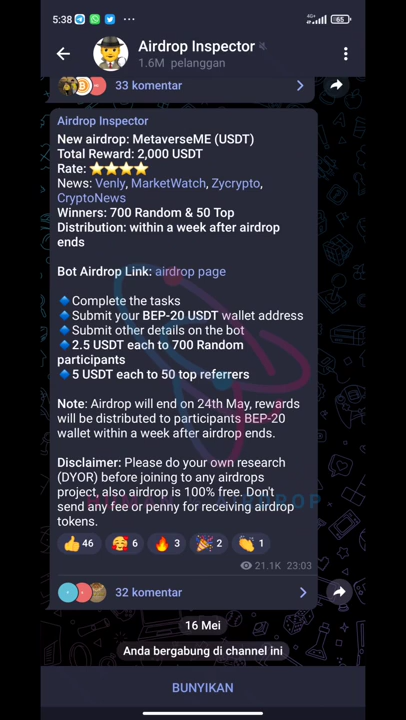 5:38
4G+
65
Airdrop Inspector
1.6M pelanggan
33 komentar
Airdrop Inspector
New airdrop: MetaverseME (USDT)
Total Reward: 2,000 USDT
Rate: ⭐⭐⭐⭐
News: Venly, MarketWatch, Zycrypto,
CryptoNews
Winners: 700 Random & 50 Top
Distribution: within a week after airdrop
ends
Bot Airdrop Link: airdrop page
🔹Complete the tasks
🔹Submit your BEP-20 USDT wallet address
🔹Submit other details on the bot
🔹2.5 USDT each to 700 Random
participants
🔹5 USDT each to 50 top referrers
Note: Airdrop will end on 24th May, rewards
will be distributed to participants BEP-20
wallet within a week after airdrop ends.
Disclaimer: Please do your own research
(DYOR) before joining to any airdrops
project, also airdrop is 100% free. Don't
send any fee or penny for receiving airdrop
tokens.
👍 46 🥰 6 🔥 3 🎉 2 👏 1
21.1K 23:03
32 komentar
16 Mei
Anda bergabung di channel ini
BUNYIKAN